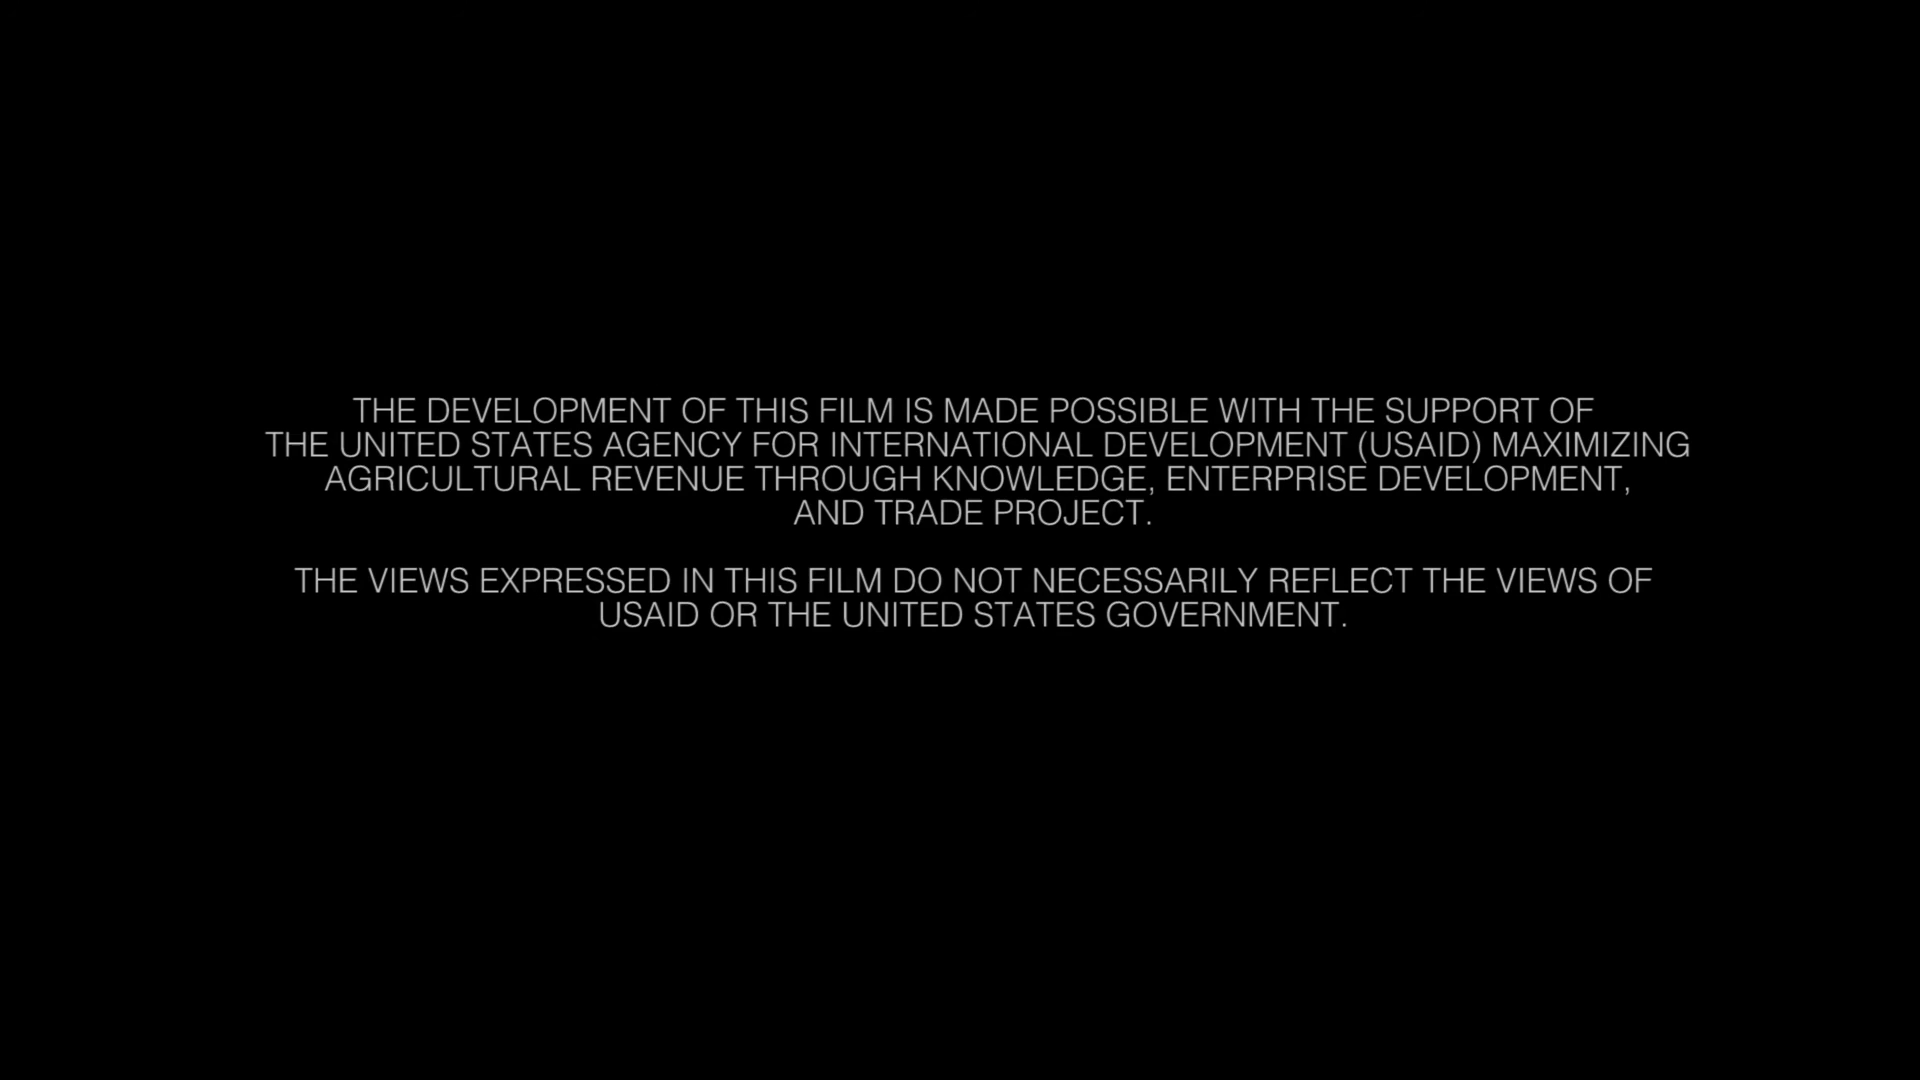 THE DEVELOPMENT OF THIS FILM IS MADE POSSIBLE WITH THE SUPPORT OF
THE UNITED STATES AGENCY FOR INTERNATIONAL DEVELOPMENT (USAID) MAXIMIZING
AGRICULTURAL REVENUE THROUGH KNOWLEDGE, ENTERPRISE DEVELOPMENT,
AND TRADE PROJECT.
THE VIEWS EXPRESSED IN THIS FILM DO NOT NECESSARILY REFLECT THE VIEWS OF
USAID OR THE UNITED STATES GOVERNMENT.